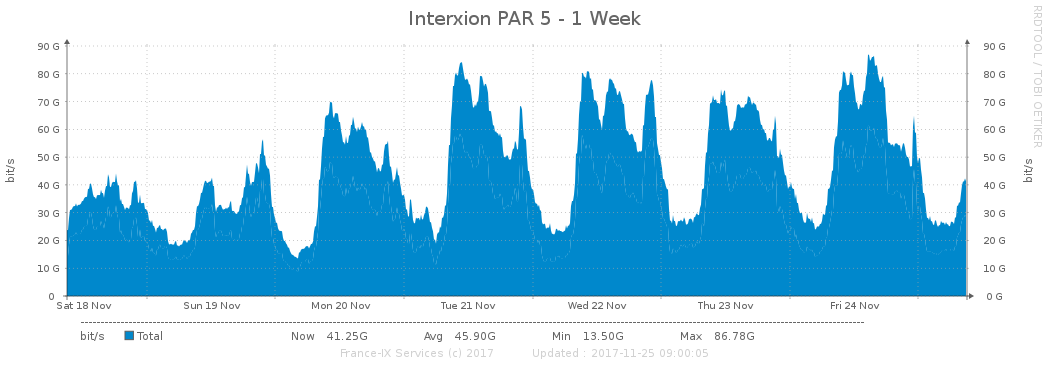 Interxion PAR 5 - 1 Week
RRDTOOL / TOBI OETIKER
90 G 90 G
80 G 80 G
70 G 70 G
60 G 60 G
50 G 50 G
40 G 40 G
30 G 30 G
20 G 20 G
10 G 10 G
0 0 G
bit/s
bit/s
Sat 18 Nov Sun 19 Nov Mon 20 Nov Tue 21 Nov Wed 22 Nov Thu 23 Nov Fri 24 Nov
bit/s Total Now 41.25G Avg 45.90G Min 13.50G Max 86.78G
France-IX Services (c) 2017 Updated : 2017-11-25 09:00:05